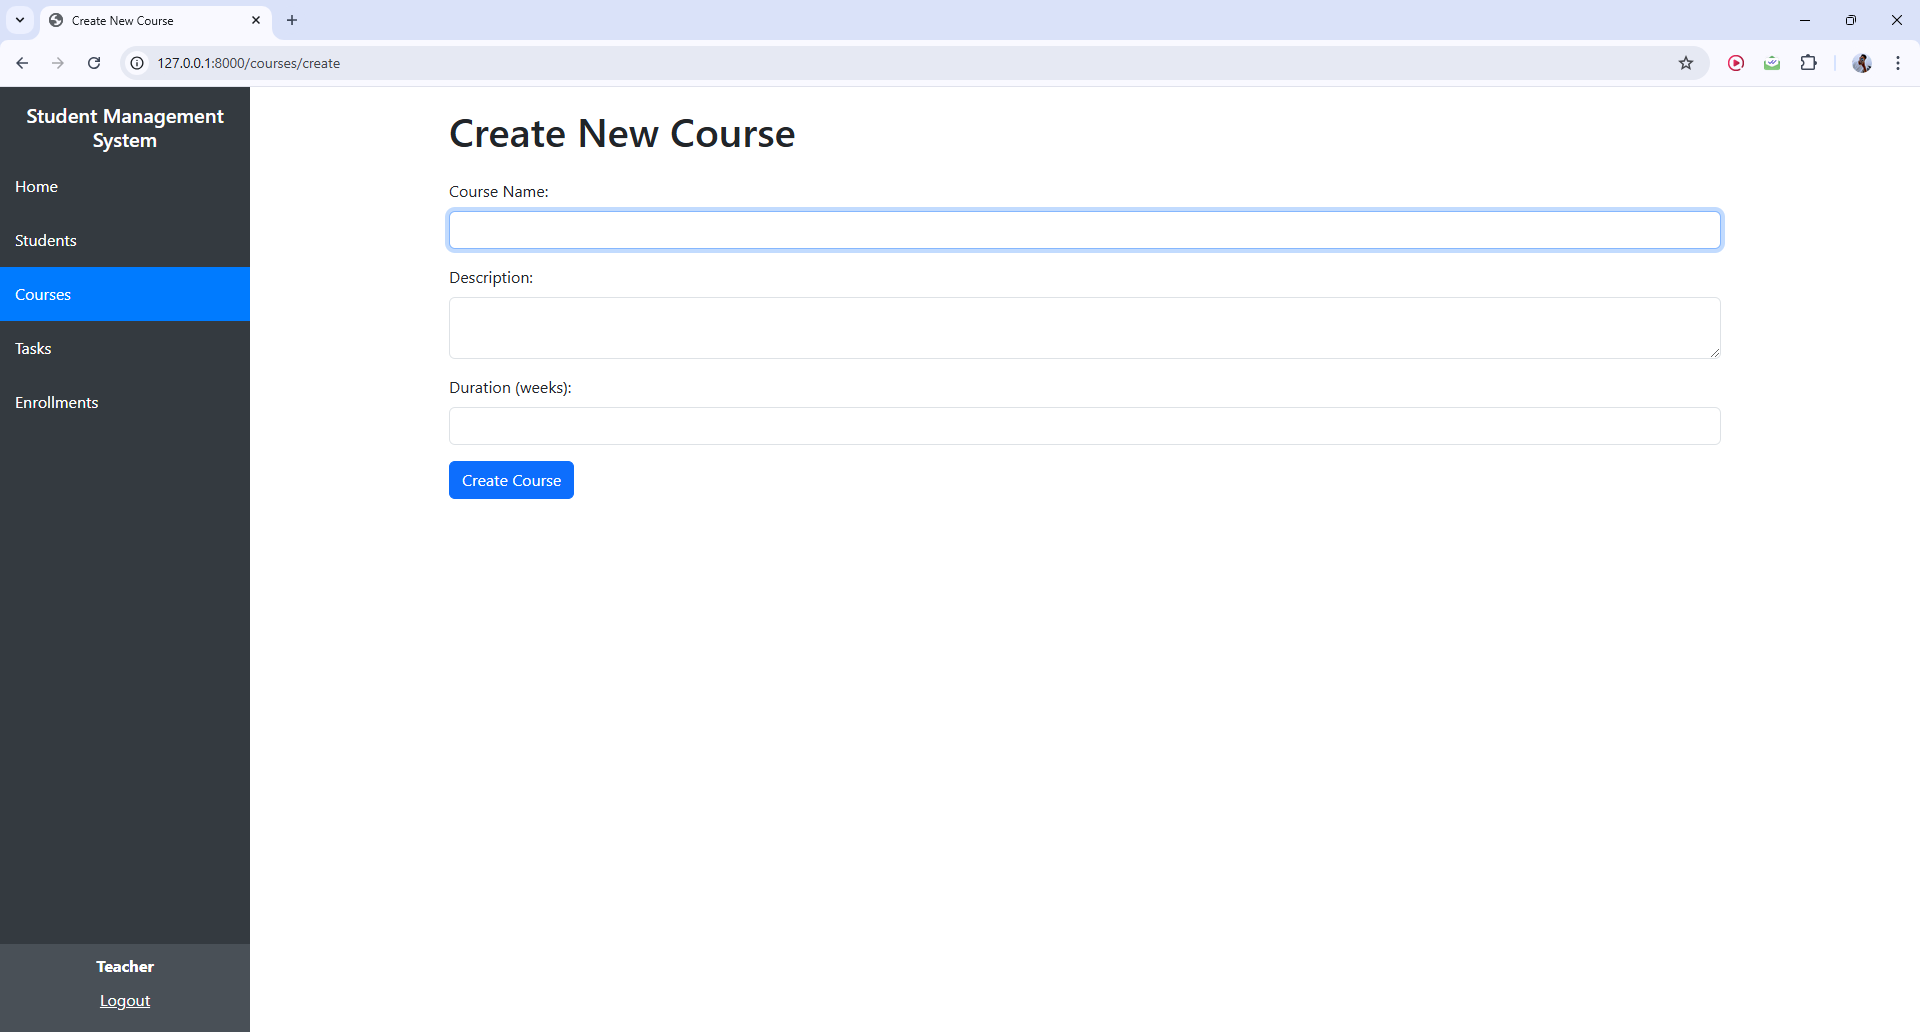 Create New Course
127.0.0.1:8000/courses/create
Student Management
System
Home
Students
Courses
Tasks
Enrollments
Teacher
Logout
Create New Course
Course Name:
Description:
Duration (weeks):
Create Course